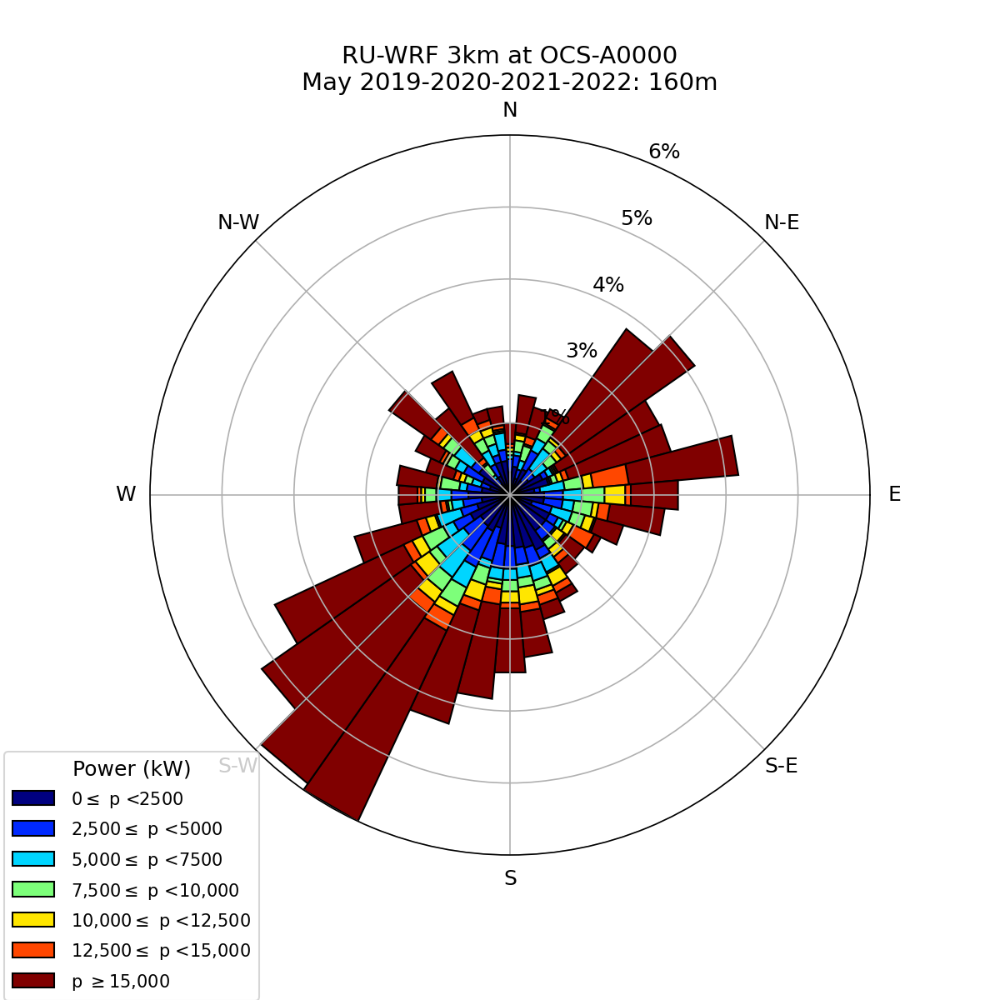 RU-WRF 3km at OCS-A0000
May 2019-2020-2021-2022: 160m
N
6%
N-W
N-E
5%
4%
3%
W
E
S-W
S-E
S
Power (kW)
0≤ p <2500
2,500≤ p <5000
5,000≤ p <7500
7,500≤ p <10,000
10,000≤ p <12,500
12,500≤ p <15,000
p ≥15,000